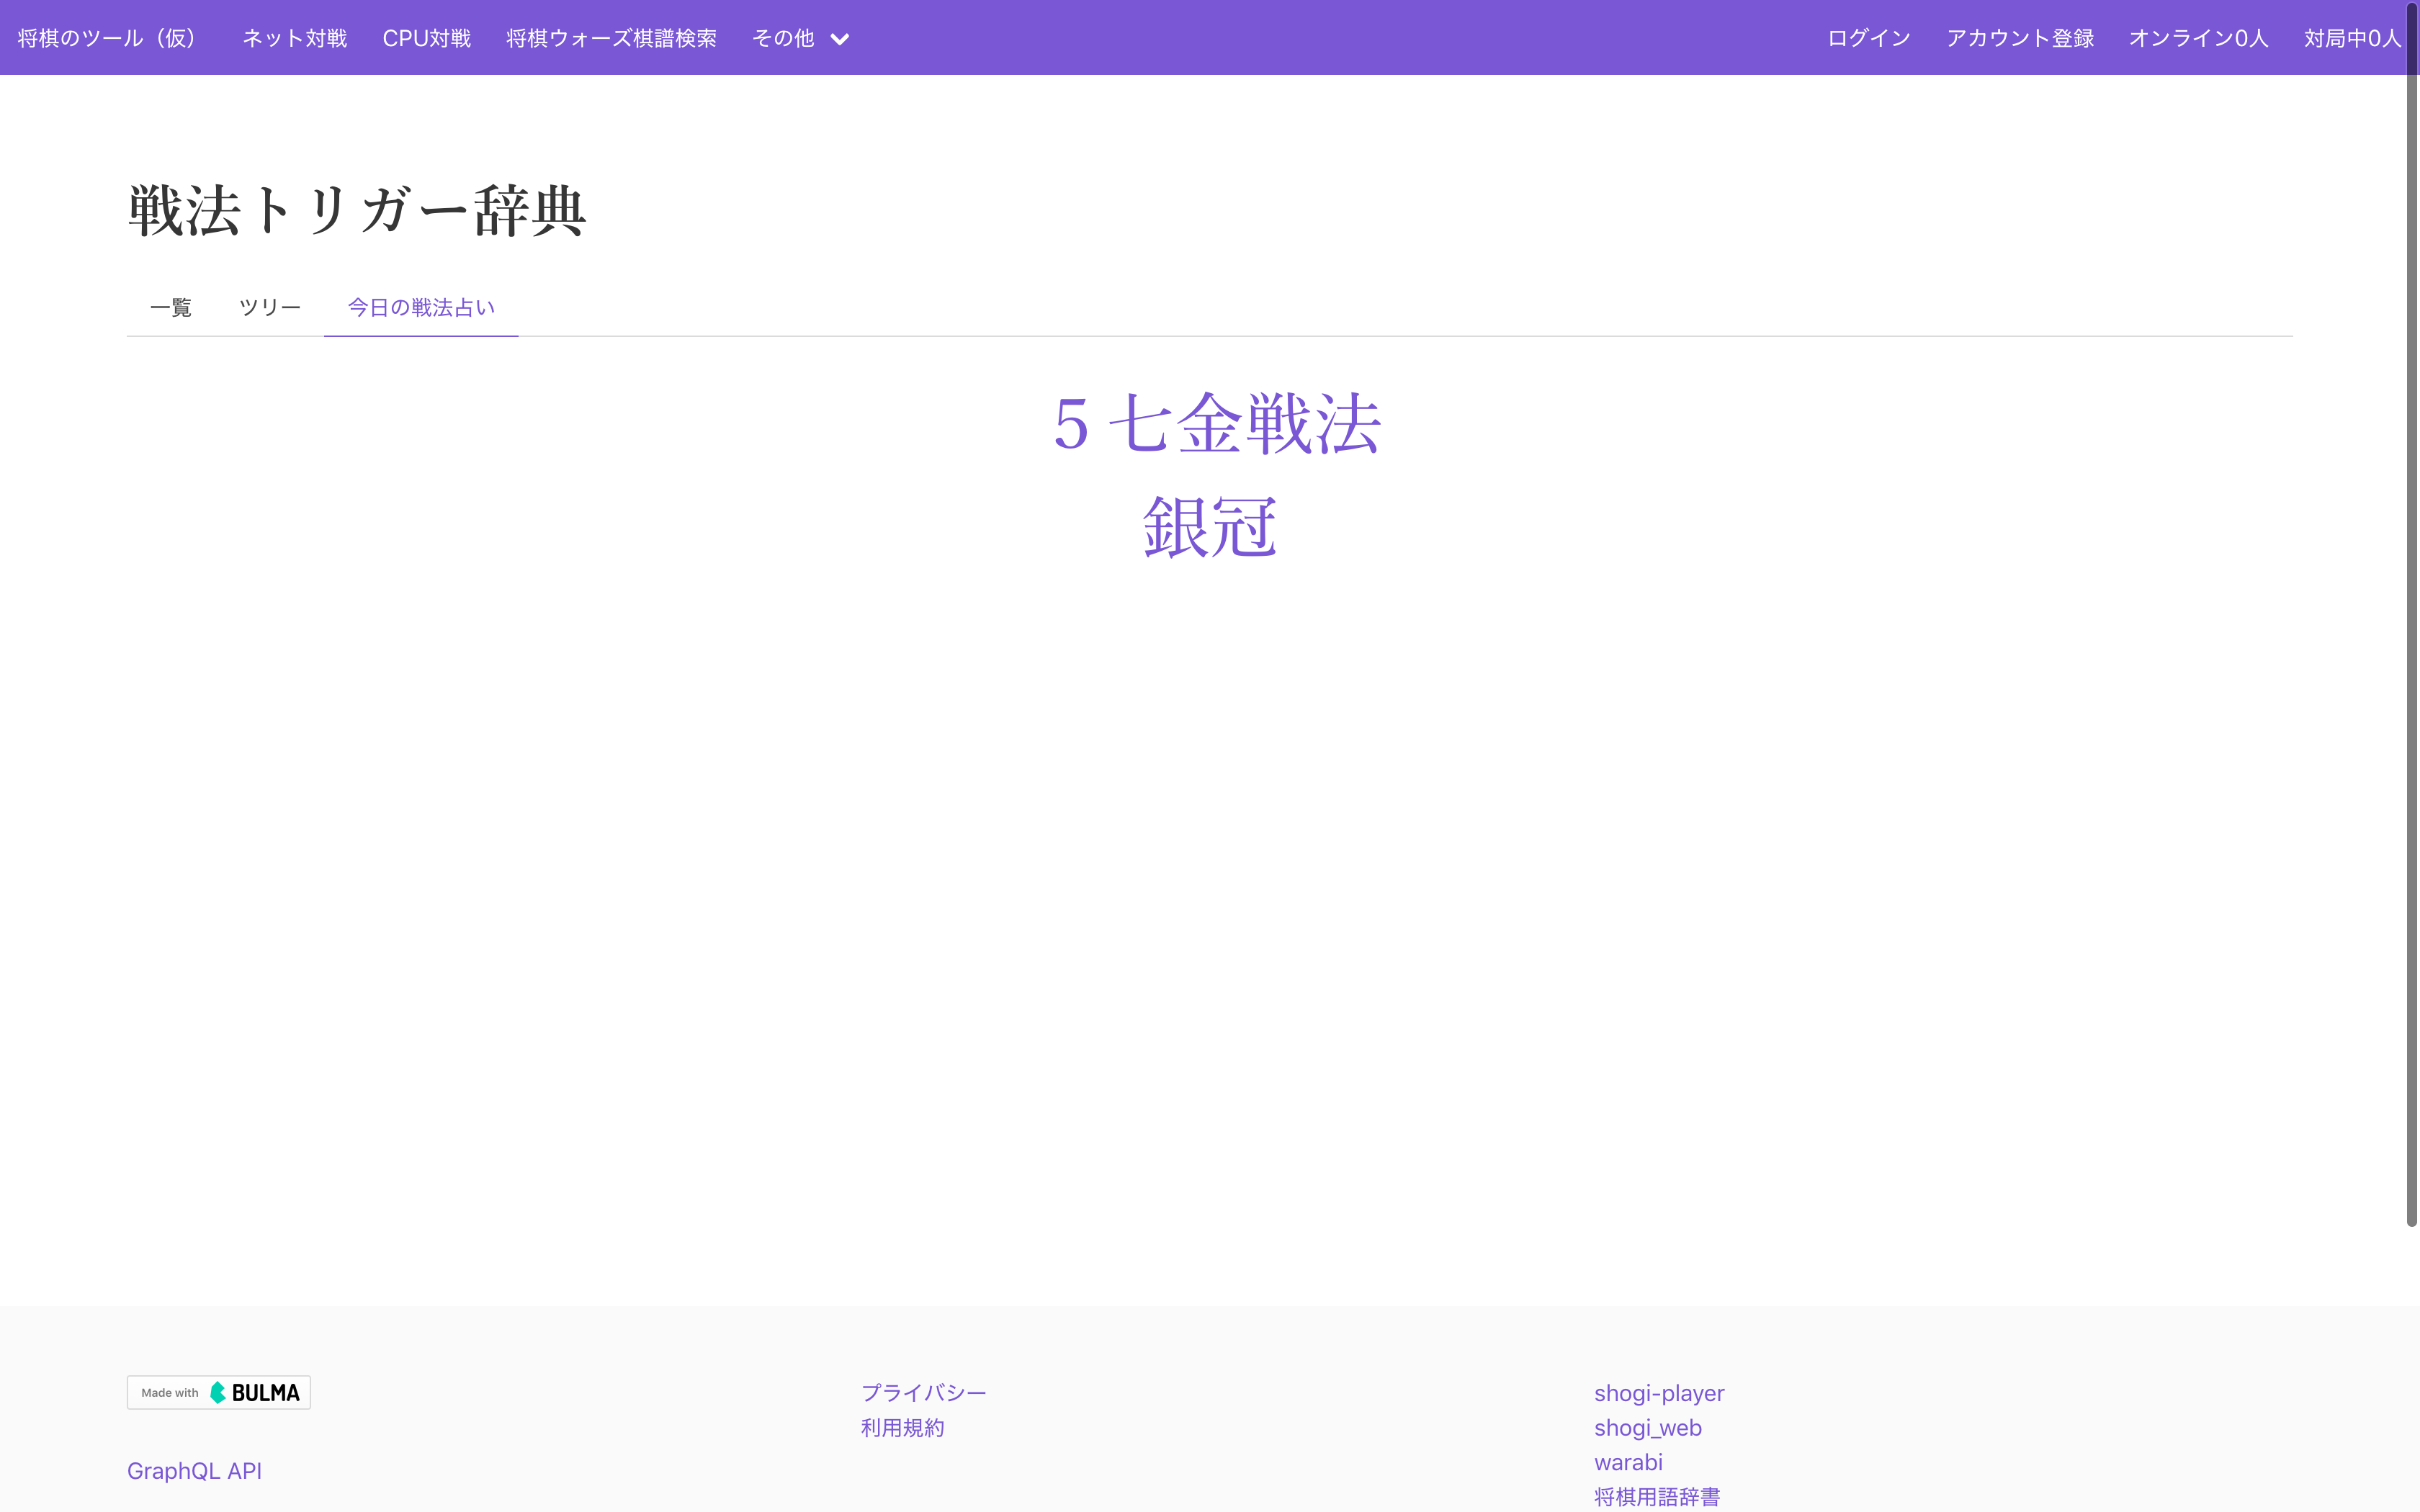 将棋のツール（仮） ネット対戦 CPU対戦 将棋ウォーズ棋譜検索 その他 ログイン アカウント登録 オンライン0人 対局中0人
戦法トリガー辞典
一覧 ツリー 今日の戦法占い
５七金戦法
銀冠
Made with BULMA
GraphQL API
プライバシー
利用規約
shogi-player
shogi_web
warabi
将棋用語辞書